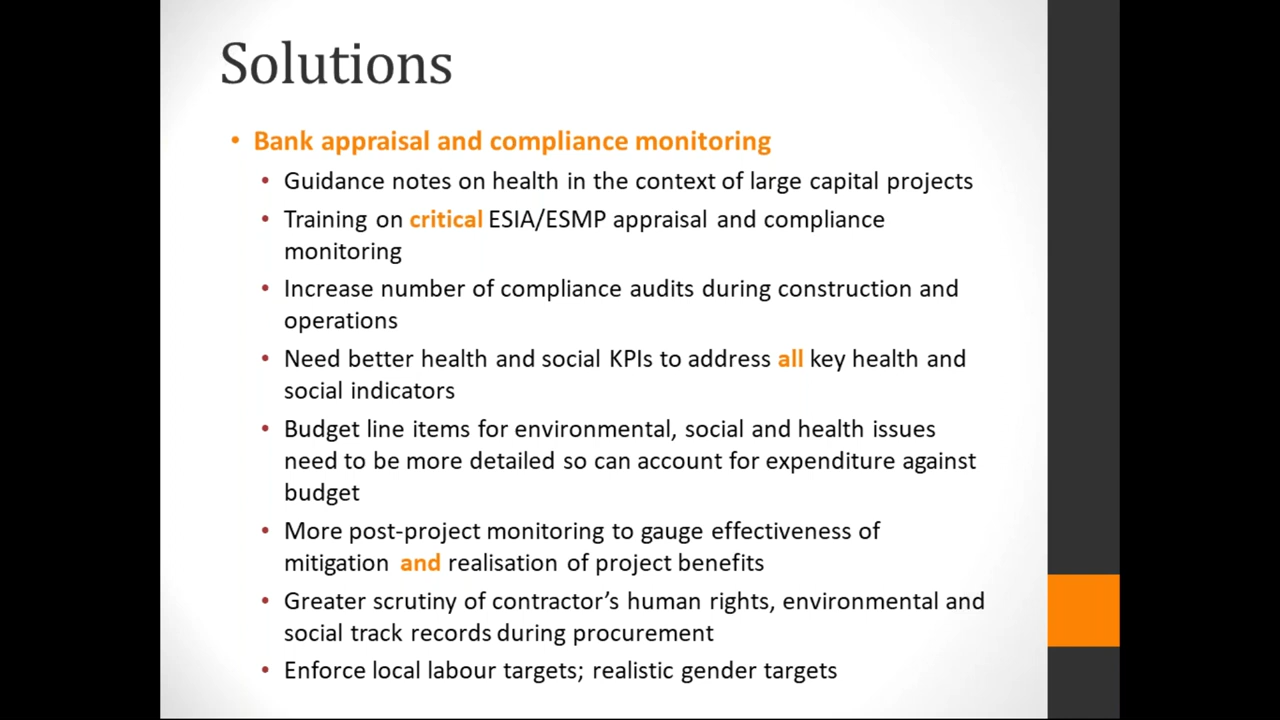 Solutions
• Bank appraisal and compliance monitoring
• Guidance notes on health in the context of large capital projects
• Training on critical ESIA/ESMP appraisal and compliance
monitoring
• Increase number of compliance audits during construction and
operations
• Need better health and social KPIs to address all key health and
social indicators
• Budget line items for environmental, social and health issues
need to be more detailed so can account for expenditure against
budget
• More post-project monitoring to gauge effectiveness of
mitigation and realisation of project benefits
• Greater scrutiny of contractor’s human rights, environmental and
social track records during procurement
• Enforce local labour targets; realistic gender targets